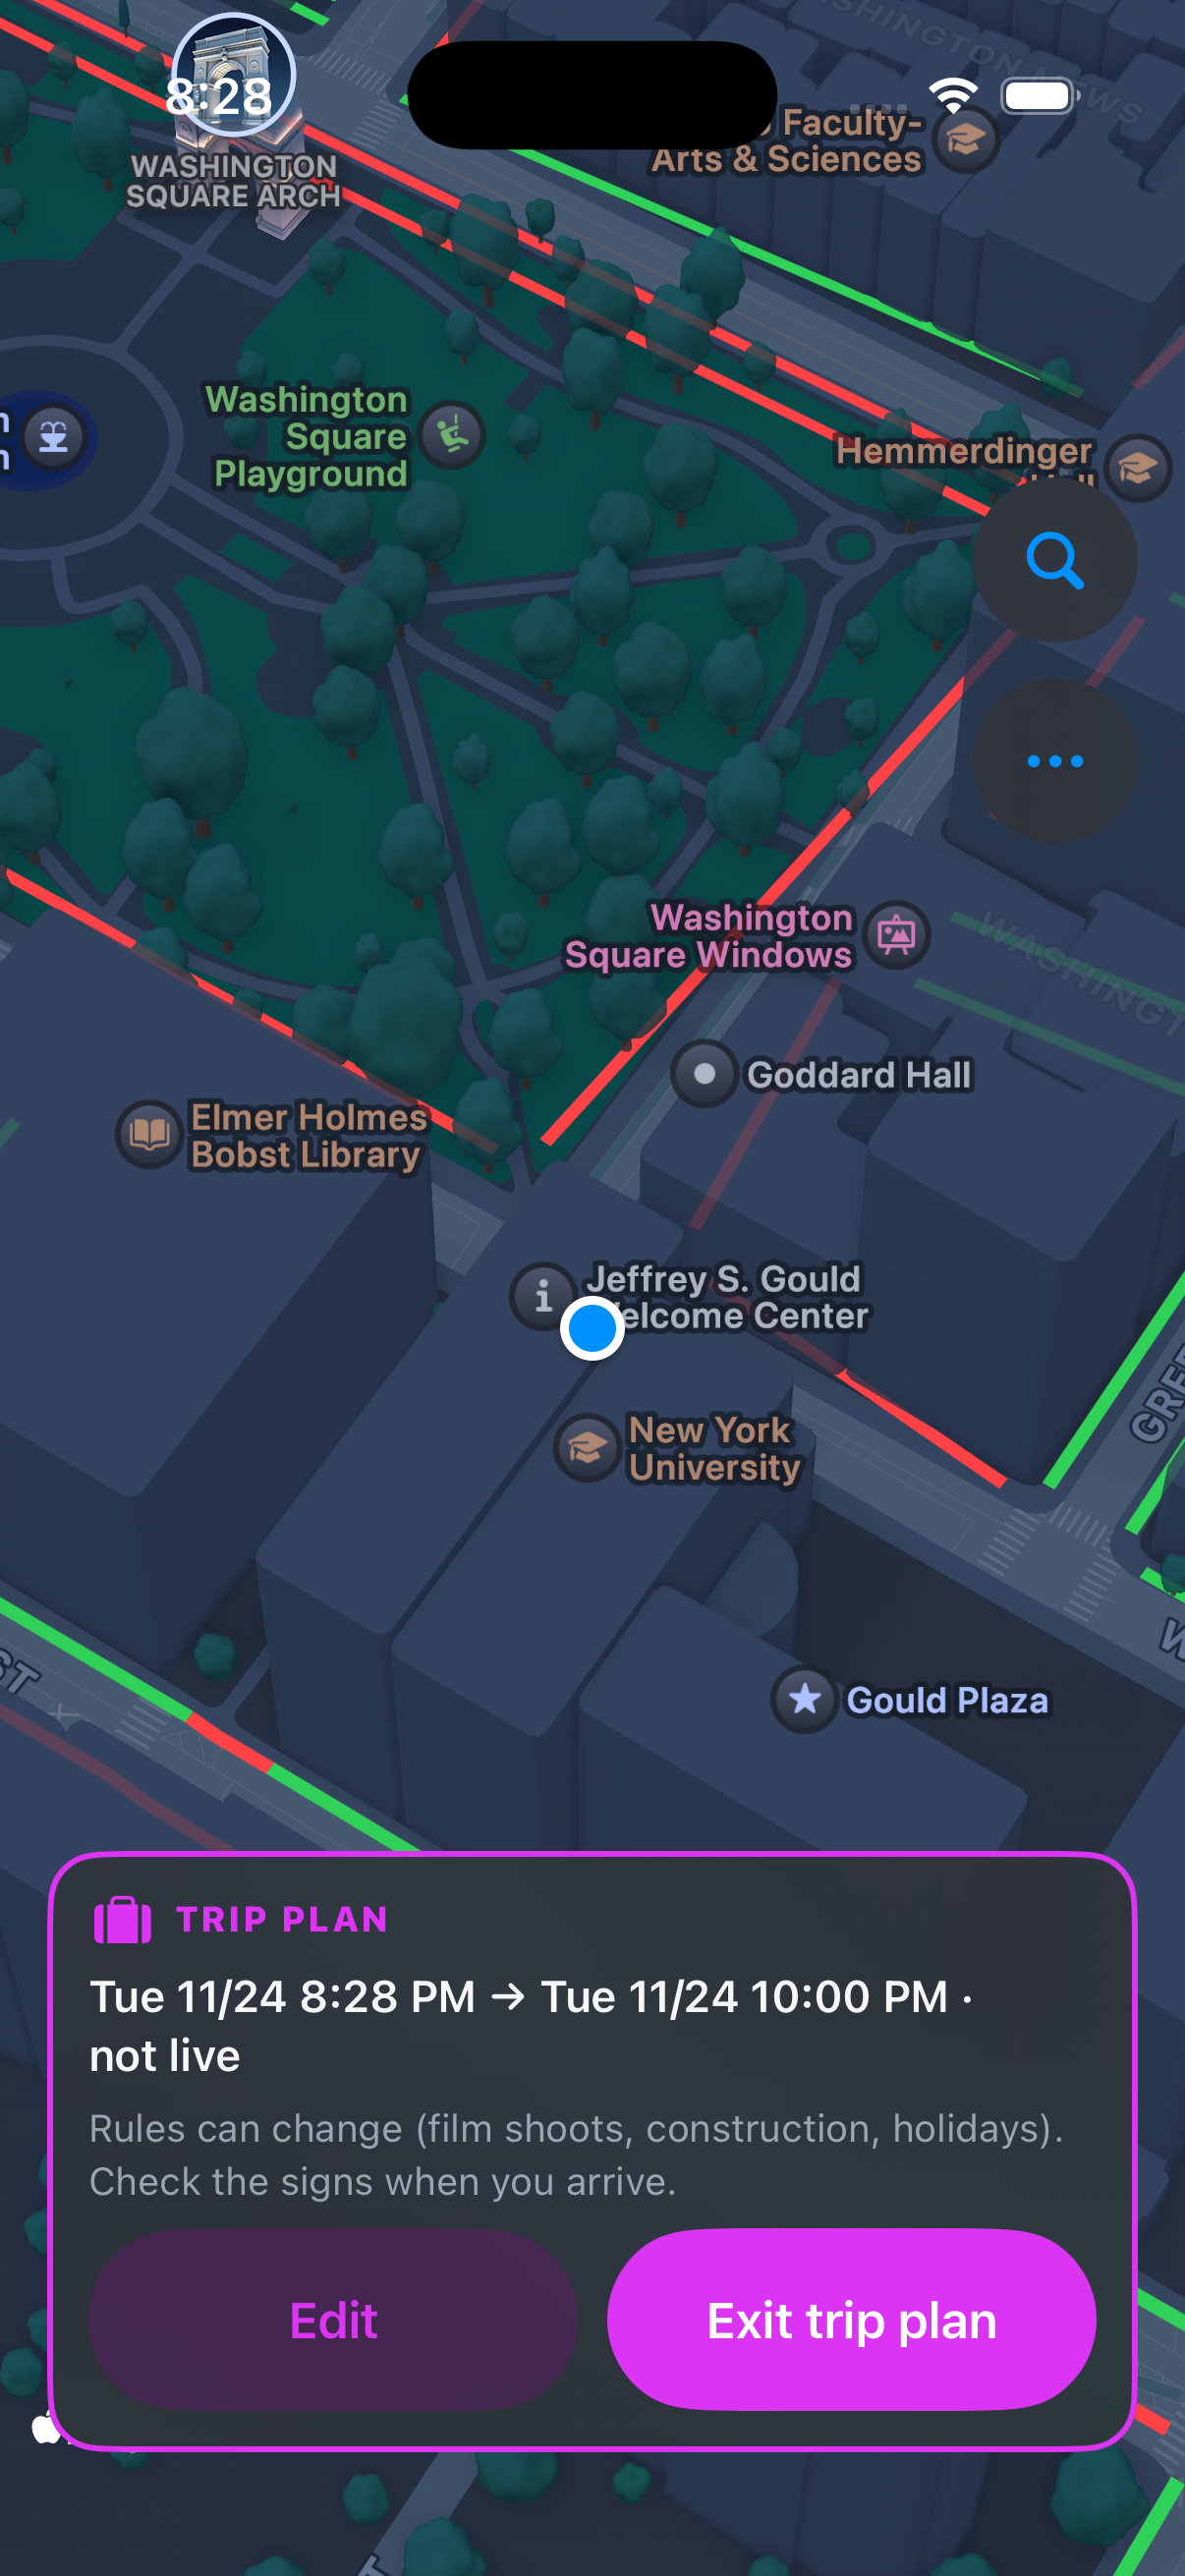 8:28
WASHINGTON
SQUARE ARCH
Faculty-
Arts & Sciences
Washington
Square
Playground
Hemmerdinger
Washington
Square Windows
Goddard Hall
Elmer Holmes
Bobst Library
Jeffrey S. Gould
elcome Center
New York
University
Gould Plaza
ST
TRIP PLAN
Tue 11/24 8:28 PM → Tue 11/24 10:00 PM ·
not live
Rules can change (film shoots, construction, holidays).
Check the signs when you arrive.
Edit
Exit trip plan